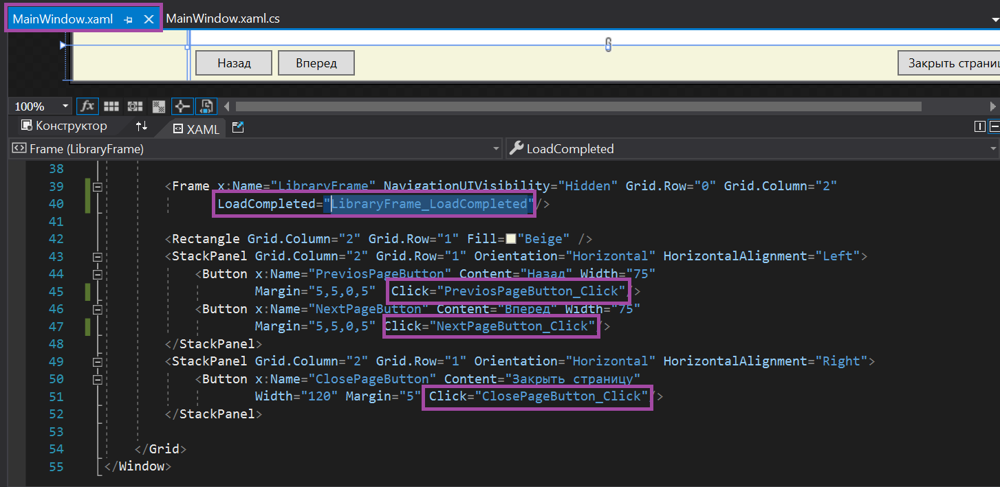 MainWindow.xaml MainWindow.xaml.cs
Назад Вперед Закрыть страни
100% fx
Конструктор XAML
Frame (LibraryFrame) LoadCompleted
38
39 <Frame x:Name="LibraryFrame" NavigationUIVisibility="Hidden" Grid.Row="0" Grid.Column="2"
40 LoadCompleted="LibraryFrame_LoadCompleted"/>
41
42 <Rectangle Grid.Column="2" Grid.Row="1" Fill="Beige" />
43 <StackPanel Grid.Column="2" Grid.Row="1" Orientation="Horizontal" HorizontalAlignment="Left">
44 <Button x:Name="PreviosPageButton" Content="Назад" Width="75"
45 Margin="5,5,0,5" Click="PreviosPageButton_Click"/>
46 <Button x:Name="NextPageButton" Content="Вперед" Width="75"
47 Margin="5,5,0,5" Click="NextPageButton_Click"/>
48 </StackPanel>
49 <StackPanel Grid.Column="2" Grid.Row="1" Orientation="Horizontal" HorizontalAlignment="Right">
50 <Button x:Name="ClosePageButton" Content="Закрыть страницу"
51 Width="120" Margin="5" Click="ClosePageButton_Click"/>
52 </StackPanel>
53
54 </Grid>
55 </Window>